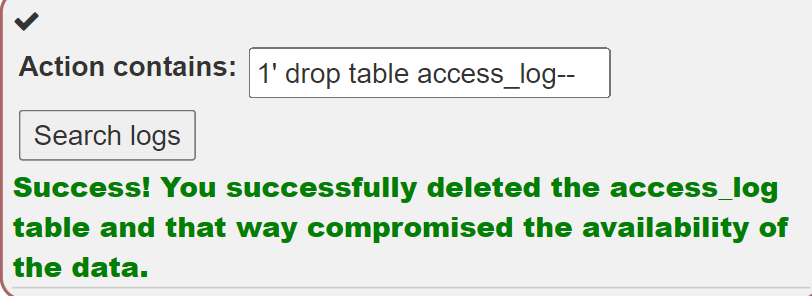 Action contains: 1' drop table access_log--
Search logs
Success! You successfully deleted the access_log
table and that way compromised the availability of
the data.